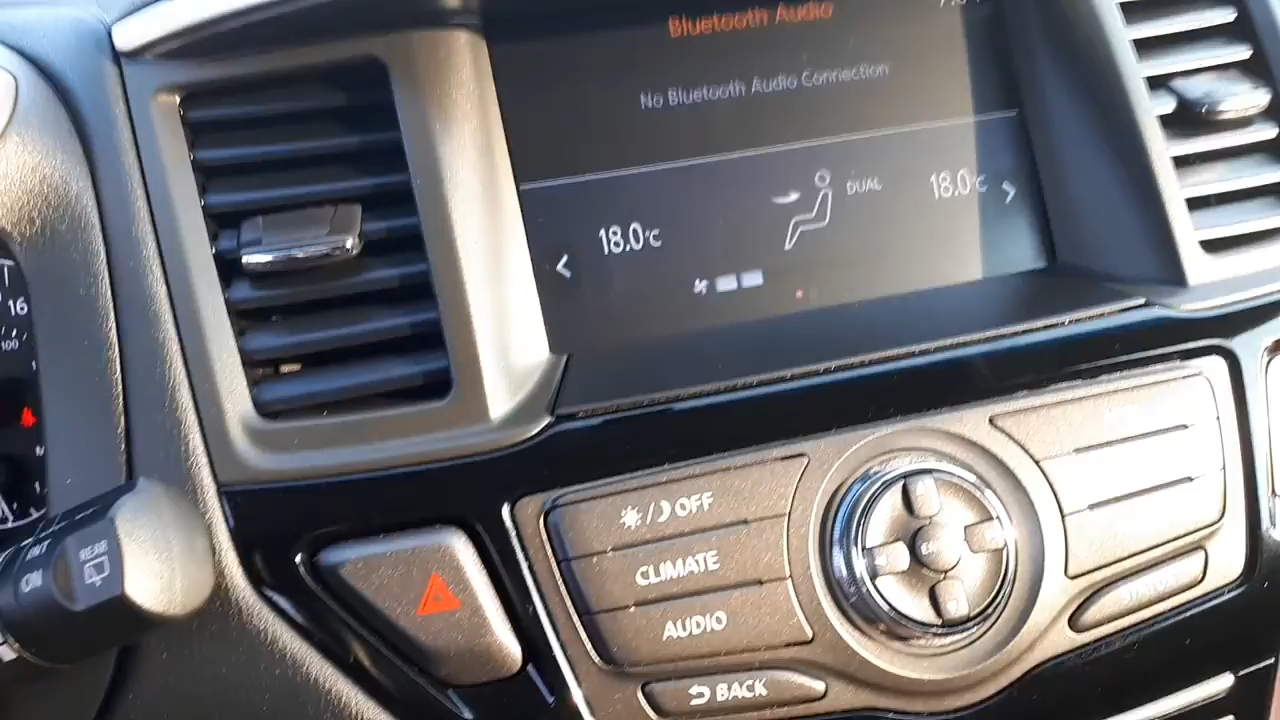 Bluetooth Audio
No Bluetooth Audio Connection
18.0°C
DUAL
18.0°C
16
100
OFF
CLIMATE
AUDIO
BACK
INT
ON
REAR